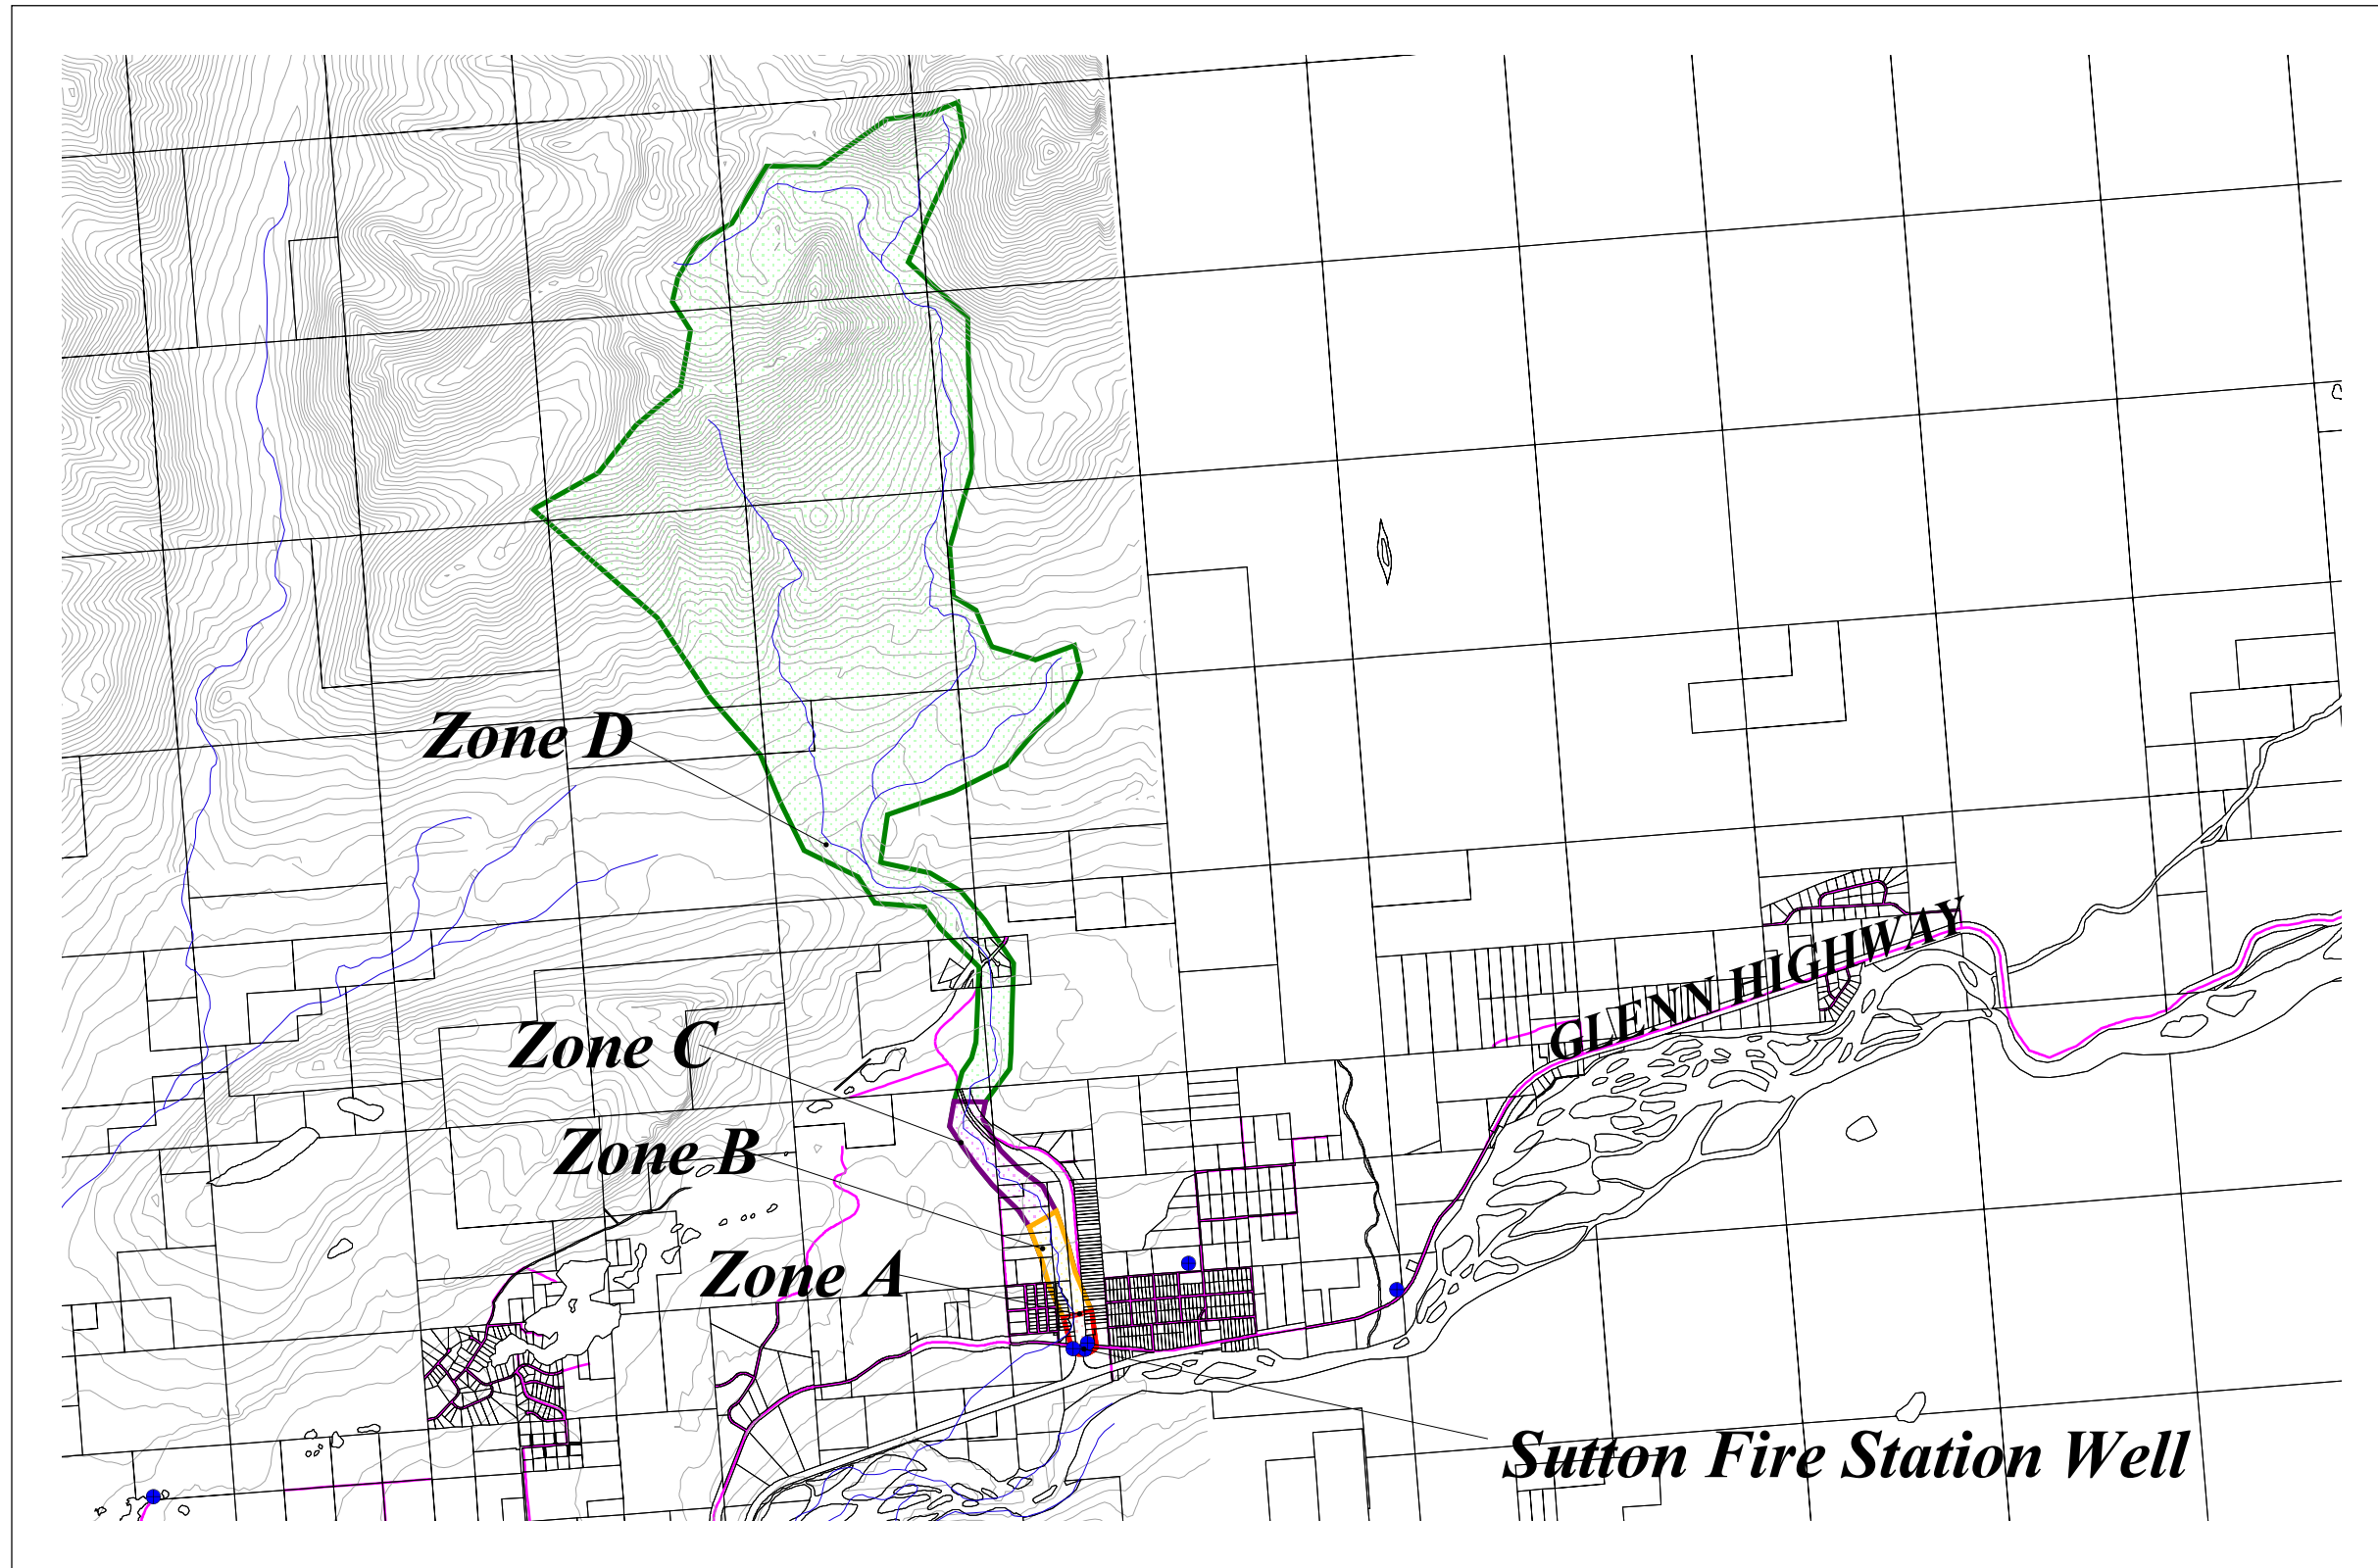 Zone D
GLENN HIGHWAY
Zone C
Zone B
Zone A
Sutton Fire Station Well